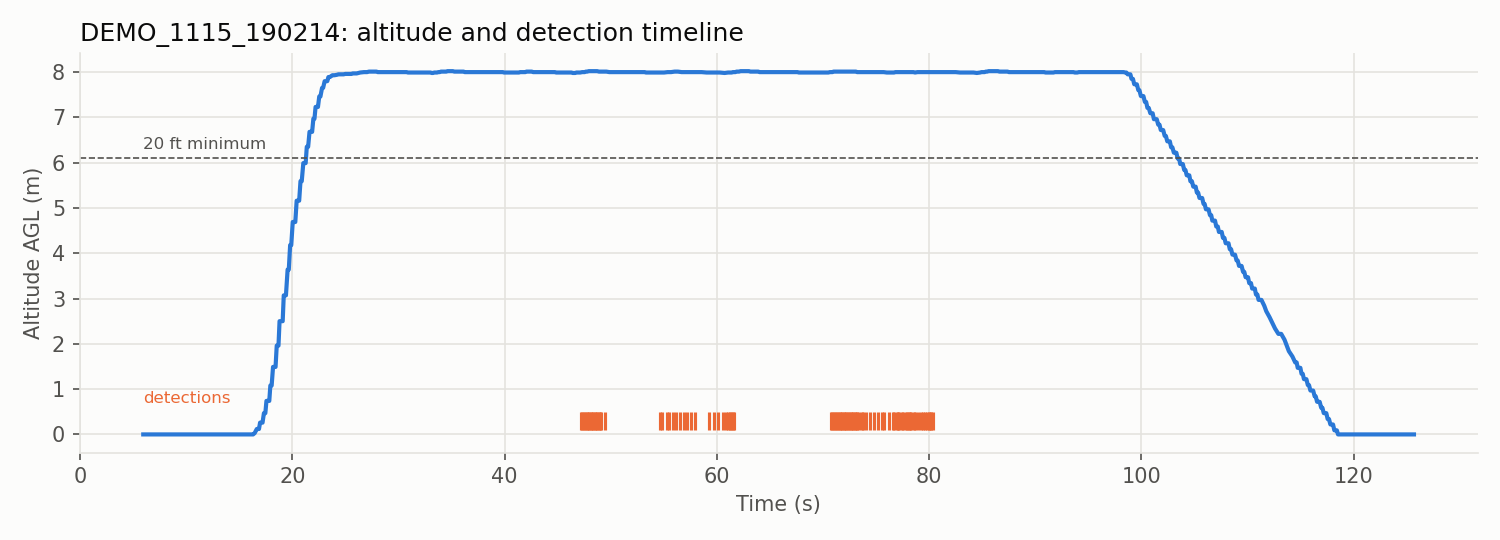 DEMO_1115_190214: altitude and detection timeline
8
7
20 ft minimum
6
5
Altitude AGL (m)
4
3
2
1
detections
0
0 20 40 60 80 100 120
Time (s)